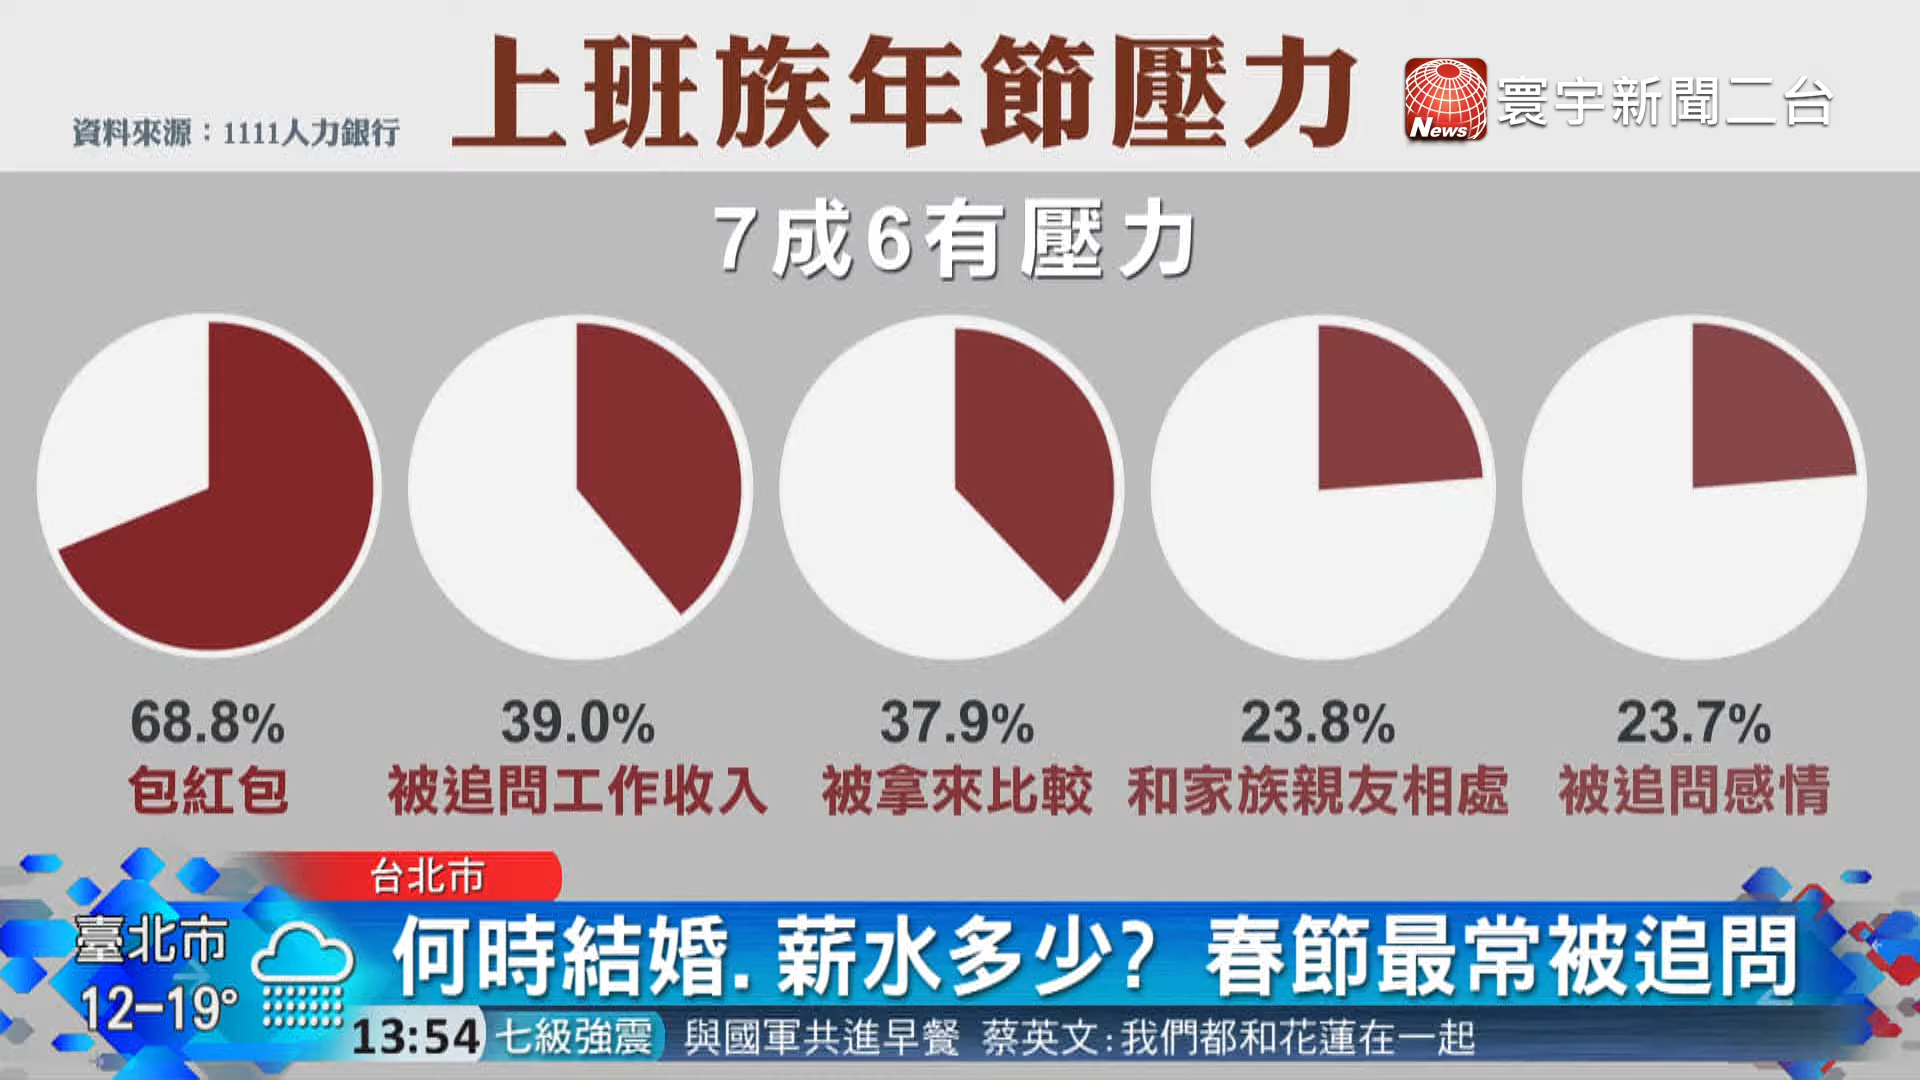 上班族年節壓力
資料來源：1111人力銀行
News 寰宇新聞二台
7成6有壓力
68.8%
包紅包
39.0%
被追問工作收入
37.9%
被拿來比較
23.8%
和家族親友相處
23.7%
被追問感情
台北市
臺北市
12-19°
何時結婚.薪水多少? 春節最常被追問
13:54
七級強震
與國軍共進早餐 蔡英文:我們都和花蓮在一起